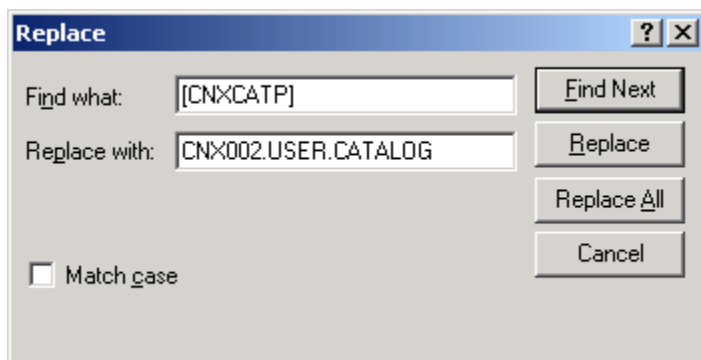 Replace
Find what: [CNXCATP] Find Next
Replace with: CNX002.USER.CATALOG Replace
Replace All
Match case Cancel